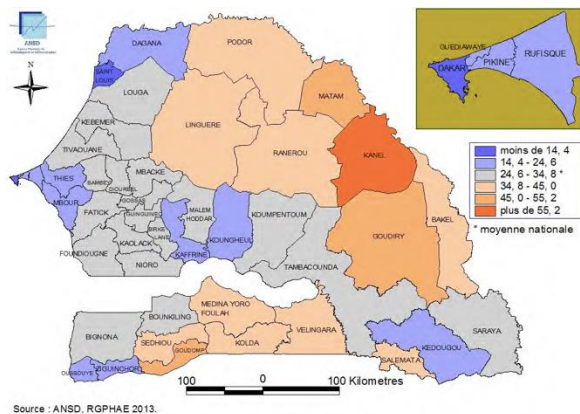 ANSD
N
DAGANA
PODOR
SAINT LOUIS
LOUGA
MATAM
LINGUERE
KEBEMER
RANEROU
KANEL
TIVAOUANE
THIES
BAMBEY
DIOURBEL
MBACKE
MBOUR
GOSSAS
FATICK
GUINGUINEO
BIRKE
LANE
MALEM
HODDAR
KOUNGHEUL
KOUMPENTOUM
GOUDIRY
BAKEL
KAOLACK
KAFFRINE
FOUNDIOUGNE
NIORO
TAMBACOUNDA
MEDINA YORO
FOULAH
BOUNKILING
VELINGARA
BIGNONA
SEDHIOU
KOLDA
GOUDOMP
OUSSOUYE
ZIGUINCHOR
KEDOUGOU
SARAYA
SALEMATA
GUEDIAWAYE
DAKAR
PIKINE
RUFISQUE
moins de 14, 4
14, 4 - 24, 6
24, 6 - 34, 8 *
34, 8 - 45, 0
45, 0 - 55, 2
plus de 55, 2
* moyenne nationale
100 0 100 Kilometres
Source : ANSD, RGPHAE 2013.